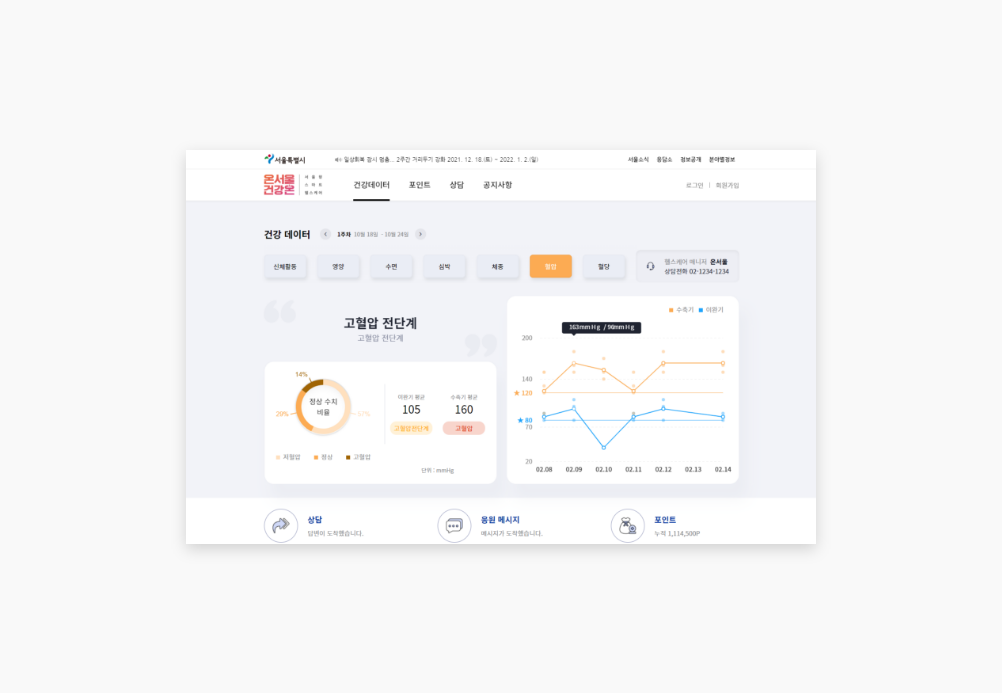 서울특별시
일상회복 잠시 멈춤... 2주간 거리두기 강화 2021. 12. 18.(토) ~ 2022. 1. 2.(일)
서울소식 응답소 정보공개 분야별정보
온서울
건강온
서울형
스마트
헬스케어
건강데이터 포인트 상담 공지사항
로그인 | 회원가입
건강 데이터
1주차 10월 18일 - 10월 24일
신체활동 영양 수면 심박 체중 혈압 혈당
헬스케어 매니저 온서울
상담전화 02-1234-1234
고혈압 전단계
고혈압 전단계
14%
20%
67%
정상 수치
비율
저혈압 정상 고혈압
이완기 평균
105
고혈압전단계
수축기 평균
160
고혈압
단위 : mmHg
수축기 이완기
163mmHg / 96mmHg
200
140
120
80
70
20
02.08 02.09 02.10 02.11 02.12 02.13 02.14
상담
답변이 도착했습니다.
응원 메시지
메시지가 도착했습니다.
포인트
누적 1,114,500P